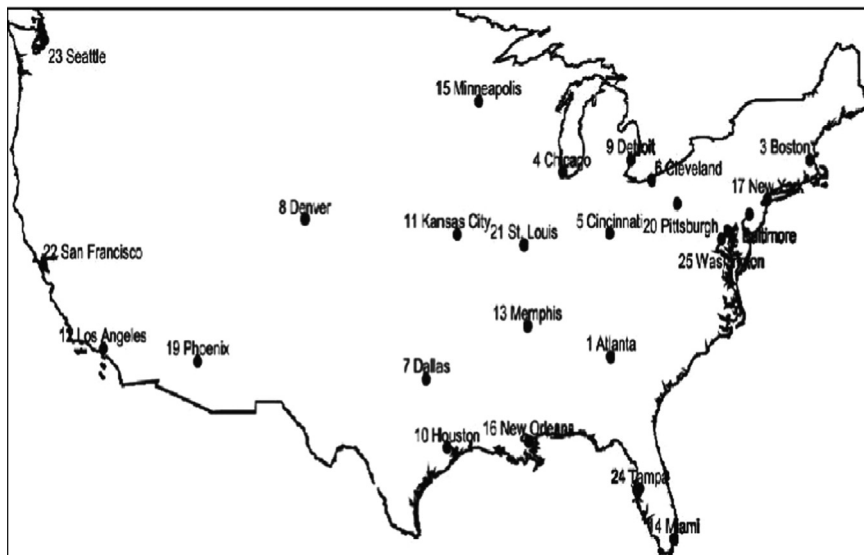 23 Seattle
15 Minneapolis
9 Detroit
3 Boston
4 Chicago
6 Cleveland
17 New York
8 Denver
11 Kansas City
5 Cincinnati
20 Pittsburgh
21 St. Louis
Baltimore
22 San Francisco
25 Washington
13 Memphis
12 Los Angeles
19 Phoenix
1 Atlanta
7 Dallas
16 New Orleans
10 Houston
24 Tampa
14 Miami